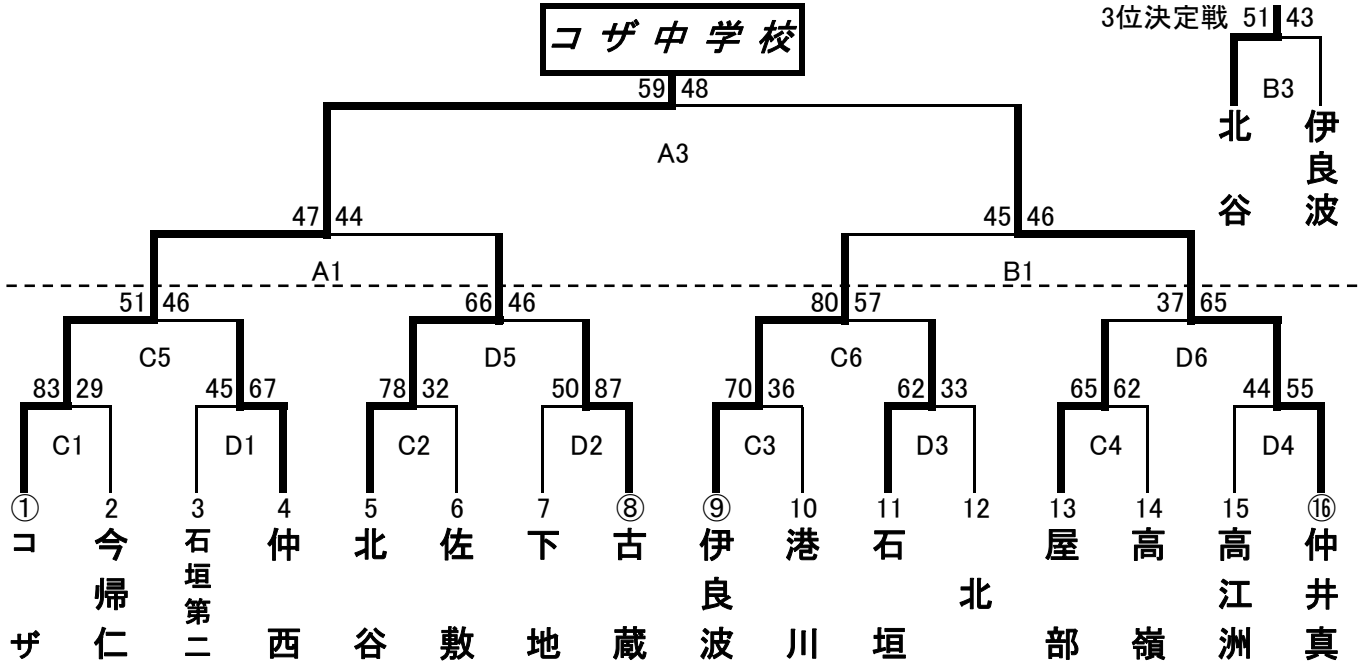 コザ中学校
3位決定戦 51 43
B3
北谷 伊良波
59 48
A3
47 44 45 46
A1 B1
51 46 66 46 80 57 37 65
C5 D5 C6 D6
83 29 45 67 78 32 50 87 70 36 62 33 65 62 44 55
C1 D1 C2 D2 C3 D3 C4 D4
① 2 3 4 5 6 7 ⑧ ⑨ 10 11 12 13 14 15 ⑯
コザ 今帰仁 石垣第二 仲西 北谷 佐敷 下地 古蔵 伊良波 港川 石垣 北 屋部 高嶺 高江洲 仲井真